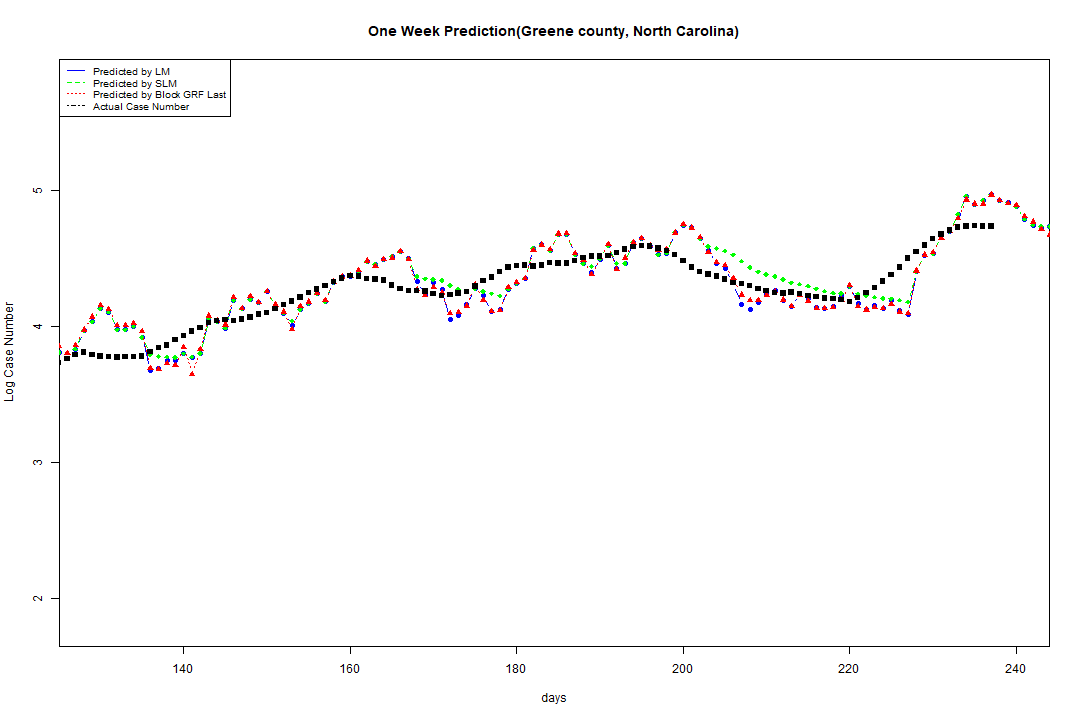 One Week Prediction(Greene county, North Carolina)
Predicted by LM
Predicted by SLM
Predicted by Block GRF Last
Actual Case Number
5
4
3
2
Log Case Number
140 160 180 200 220 240
days